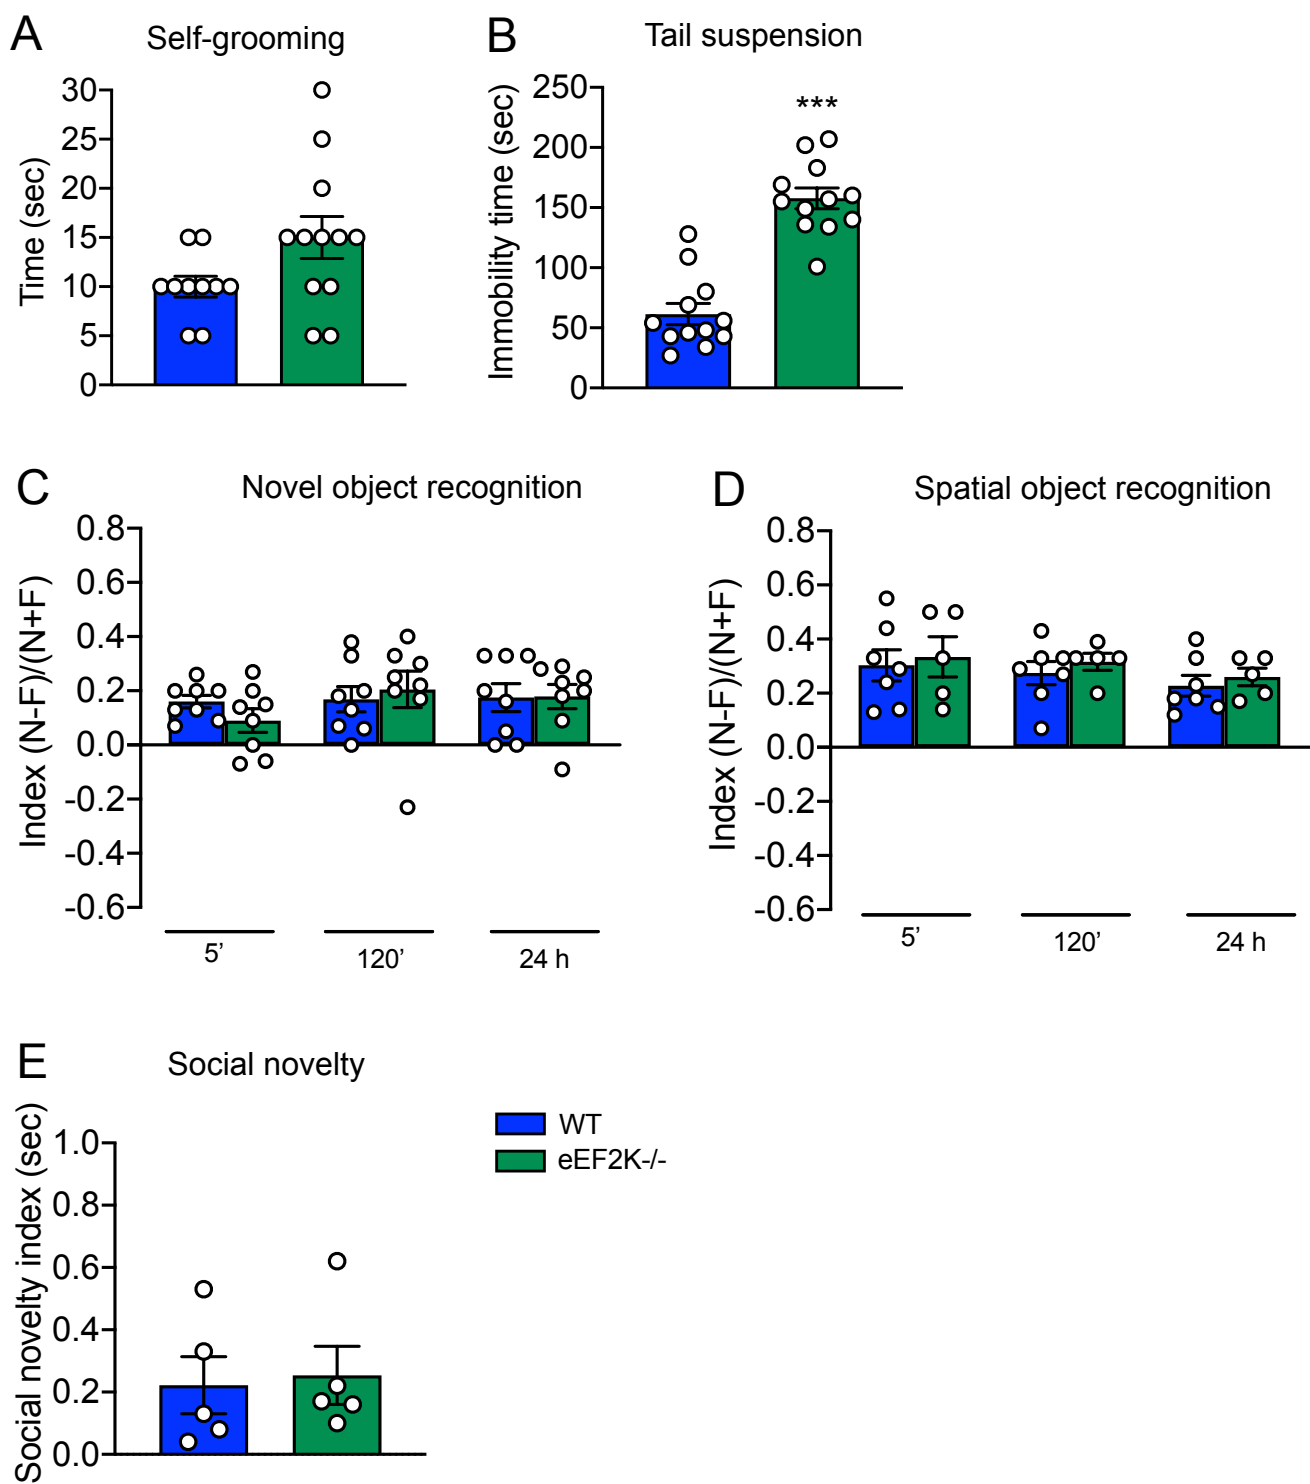 A
Self-grooming
Time (sec)
30
25
20
15
10
5
0
B
Tail suspension
Immobility time (sec)
250
200
150
100
50
0
***
C
Novel object recognition
Index (N-F)/(N+F)
0.8
0.6
0.4
0.2
0.0
-0.2
-0.4
-0.6
5’
120’
24 h
D
Spatial object recognition
Index (N-F)/(N+F)
0.8
0.6
0.4
0.2
0.0
-0.2
-0.4
-0.6
5’
120’
24 h
E
Social novelty
Social novelty index (sec)
1.0
0.8
0.6
0.4
0.2
0.0
WT
eEF2K-/-